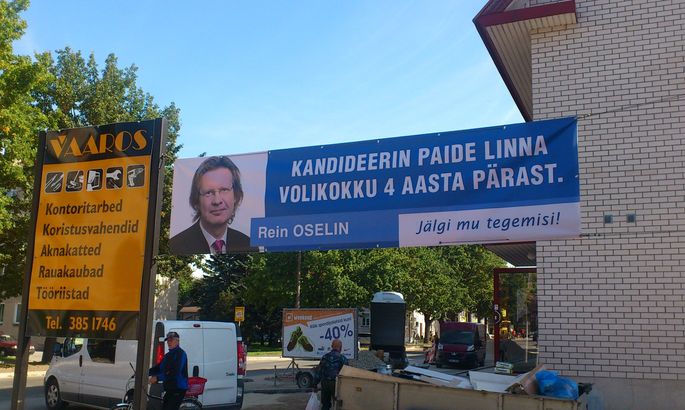 VAAROS
Kontoritarbed
Koristusvahendid
Aknakatted
Rauakaubad
Tööriistad
Tel. 385 1746
KANDIDEERIN PAIDE LINNA
VOLIKOKKU 4 AASTA PÄRAST.
Rein OSELIN
Jälgi mu tegemisi!
weekend
-40%